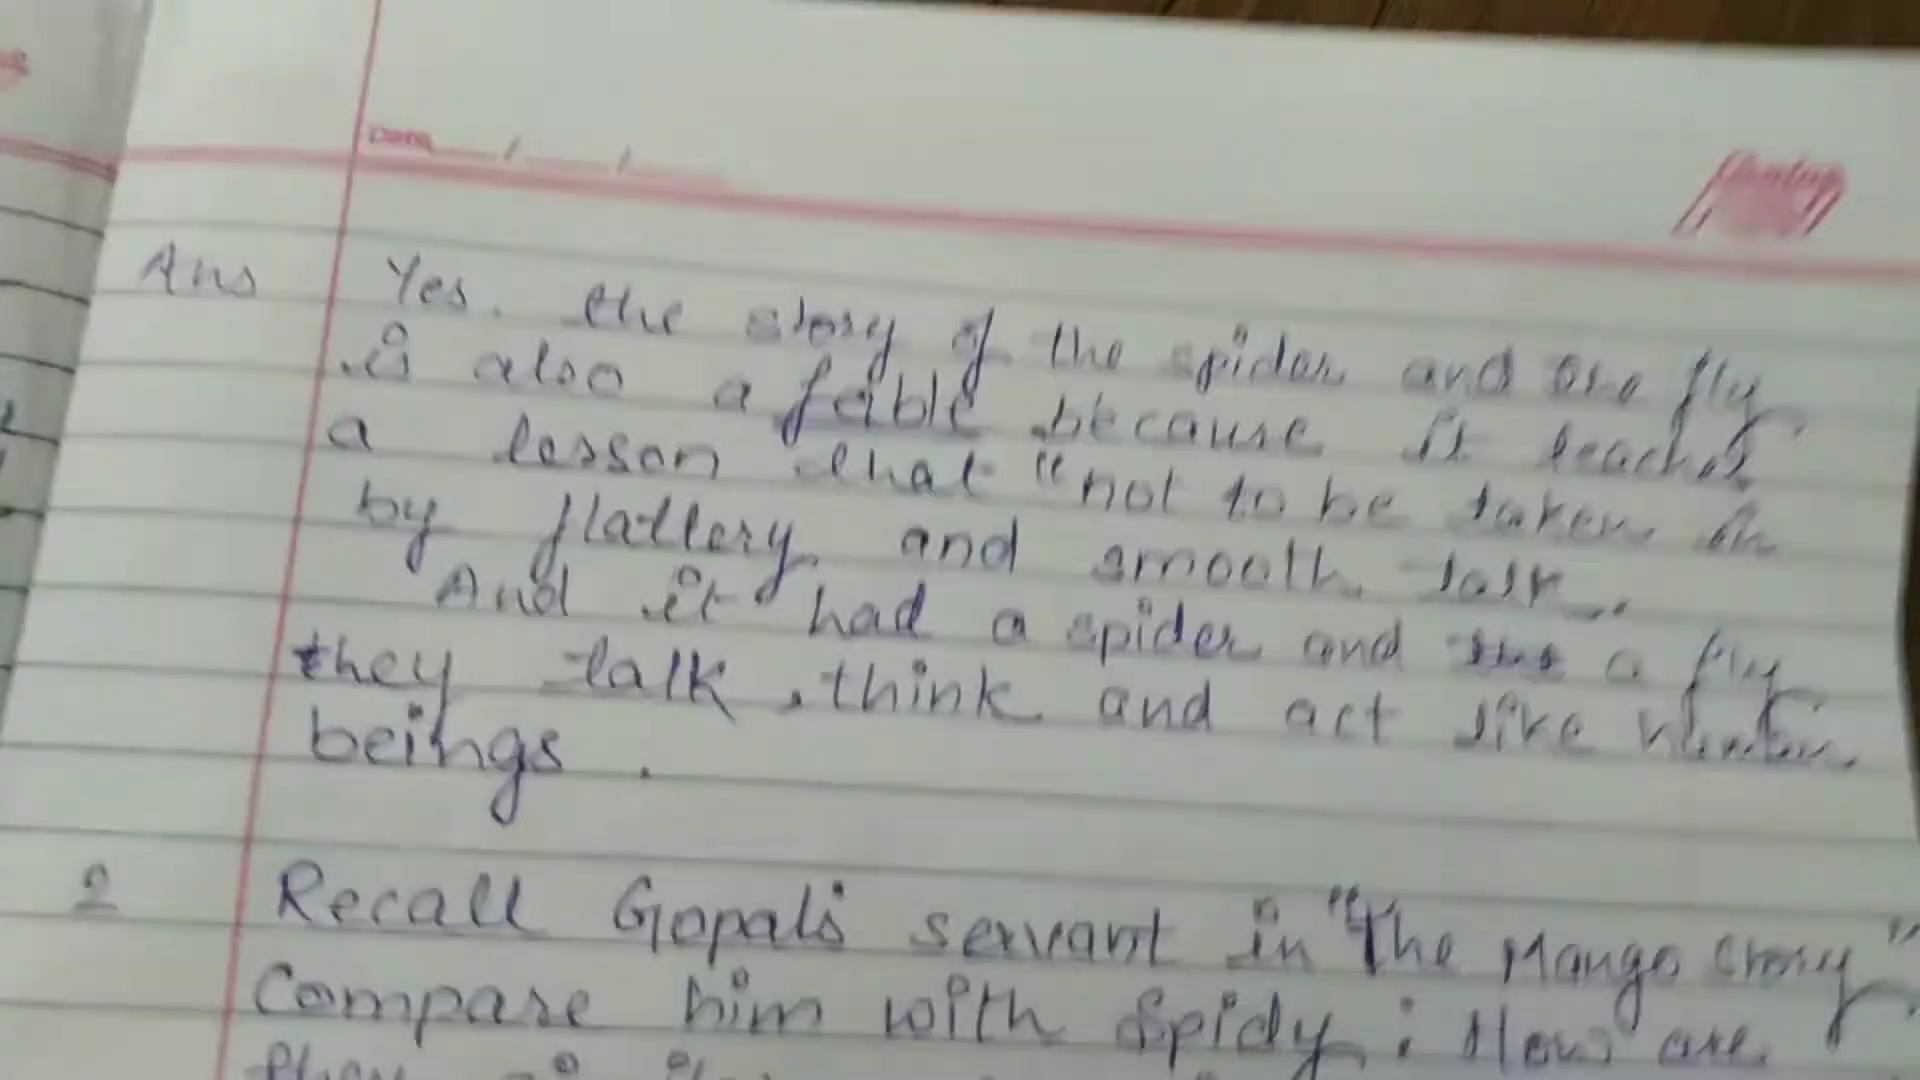 Date / /
Ans Yes. the story of the spider and the fly
is also a fable because it teaches
a lesson that "not to be taken in
by flattery and smooth talk.
And it had a spider and a fly
they talk, think and act like human
beings.
2 Recall Gopal's servant in "The Mango story"
Compare him with Spidy. How are